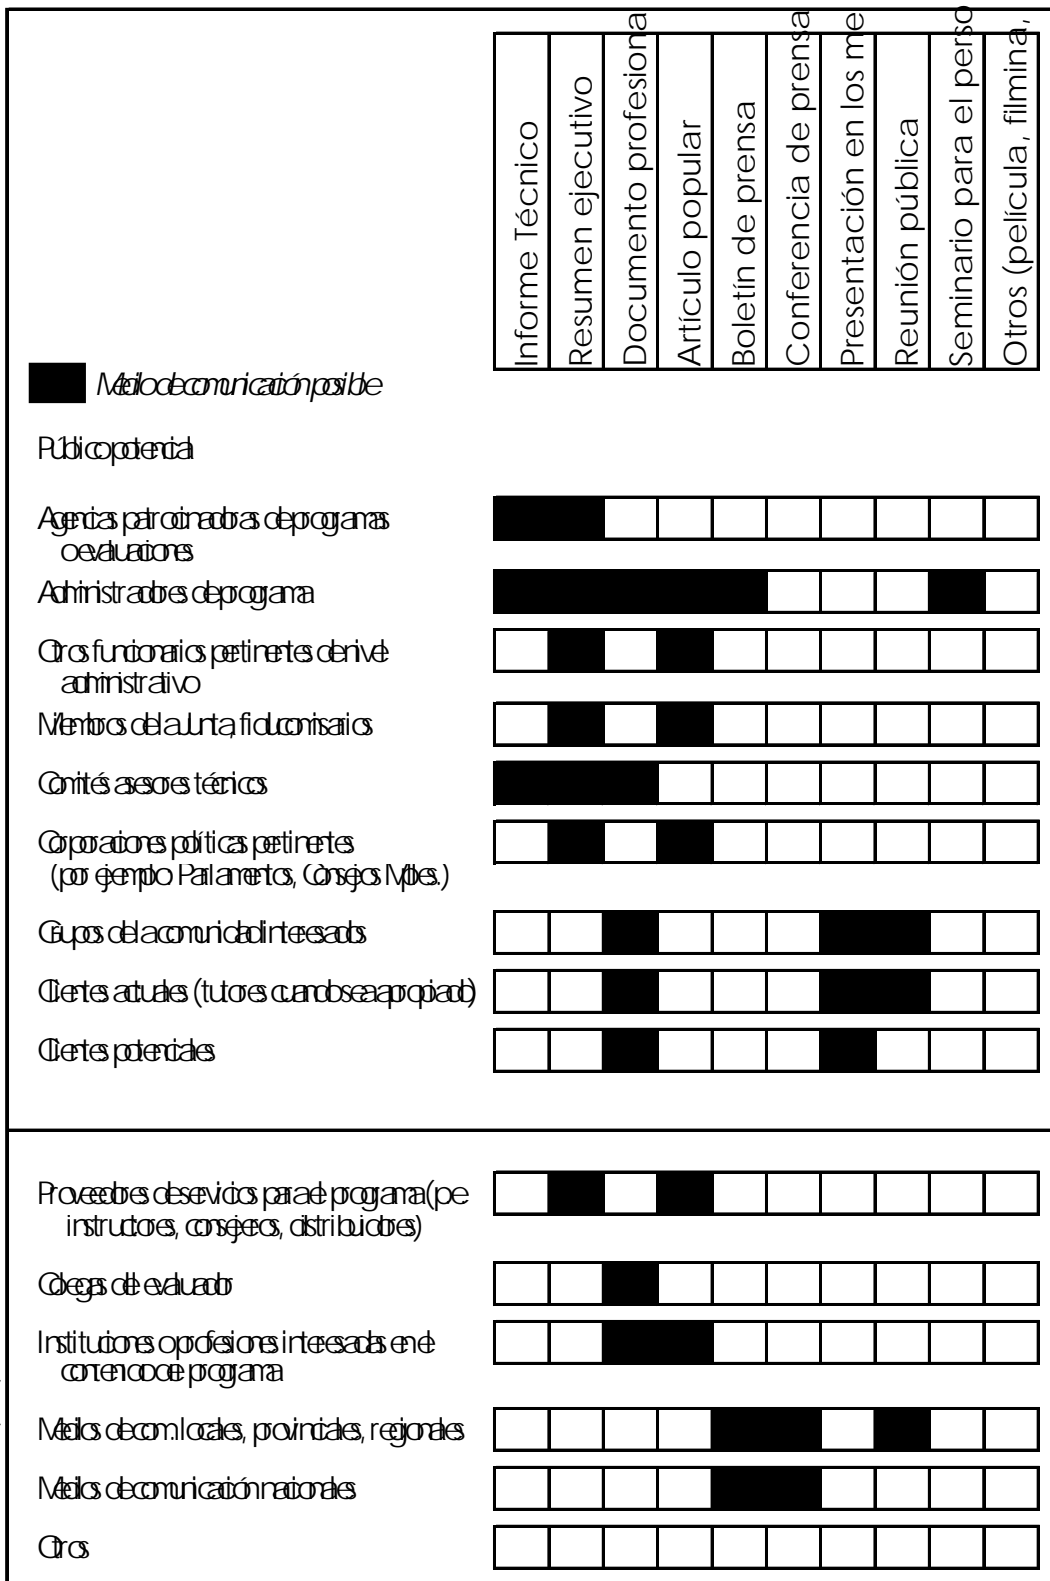 Informe Técnico
Resumen ejecutivo
Documento profesiona
Artículo popular
Boletín de prensa
Conferencia de prensa
Presentación en los me
Reunión pública
Seminario para el perso
Otros (película, filmina,
Medio de comunicación posible
Público potencial
Agencias patrocinadoras de programas
o evaluaciones
Administradores de programa
Otros funcionarios pertinentes de nivel
administrativo
Miembros de la Junta, fiducomisarios
Comités asesores técnicos
Corporaciones políticas pertinentes
(por ejemplo: Parlamentos, Consejos Mples.)
Grupos de la comunidad interesados
Clientes actuales (tutores cuando sea apropiado)
Clientes potenciales
Proveedores de servicios para el programa (pe:
instructores, consejeros, distribuidores)
Colegas del evaluador
Instituciones o profesiones interesadas en el
contenido de programa
Medios de com. locales, provinciales, regionales
Medios de comunicación nacionales
Otros